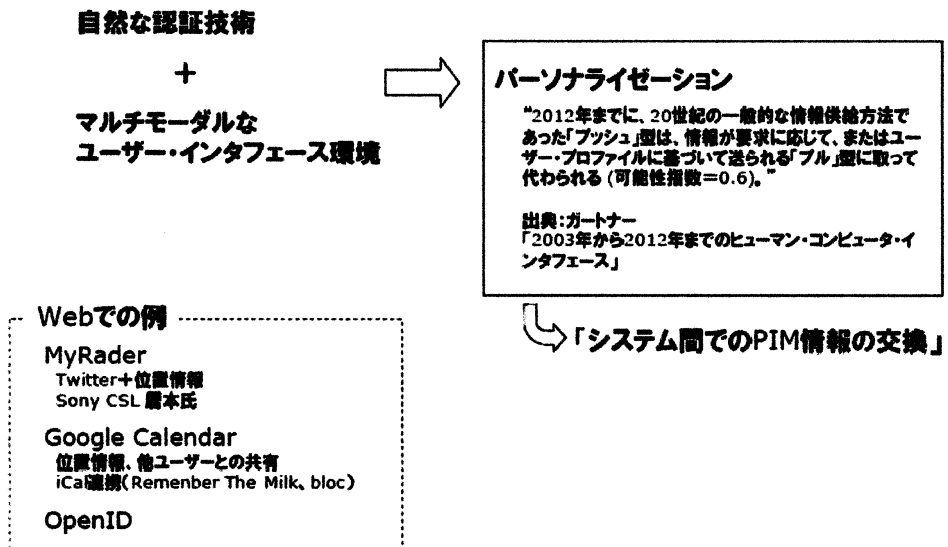 自然な認証技術
+
マルチモーダルな
ユーザー・インタフェース環境
パーソナライゼーション
"2012年までに、20世紀の一般的な情報供給方法で
あった「プッシュ」型は、情報が要求に応じて、またはユー
ザー・プロファイルに基づいて送られる「プル」型に取って
代わられる (可能性指数=0.6)。"
出典:ガートナー
「2003年から2012年までのヒューマン・コンピュータ・イ
ンタフェース」
「システム間でのPIM情報の交換」
Webでの例
MyRader
Twitter+位置情報
Sony CSL 本氏
Google Calendar
位置情報、他ユーザーとの共有
iCal連携(Remenber The Milk、bloc)
OpenID